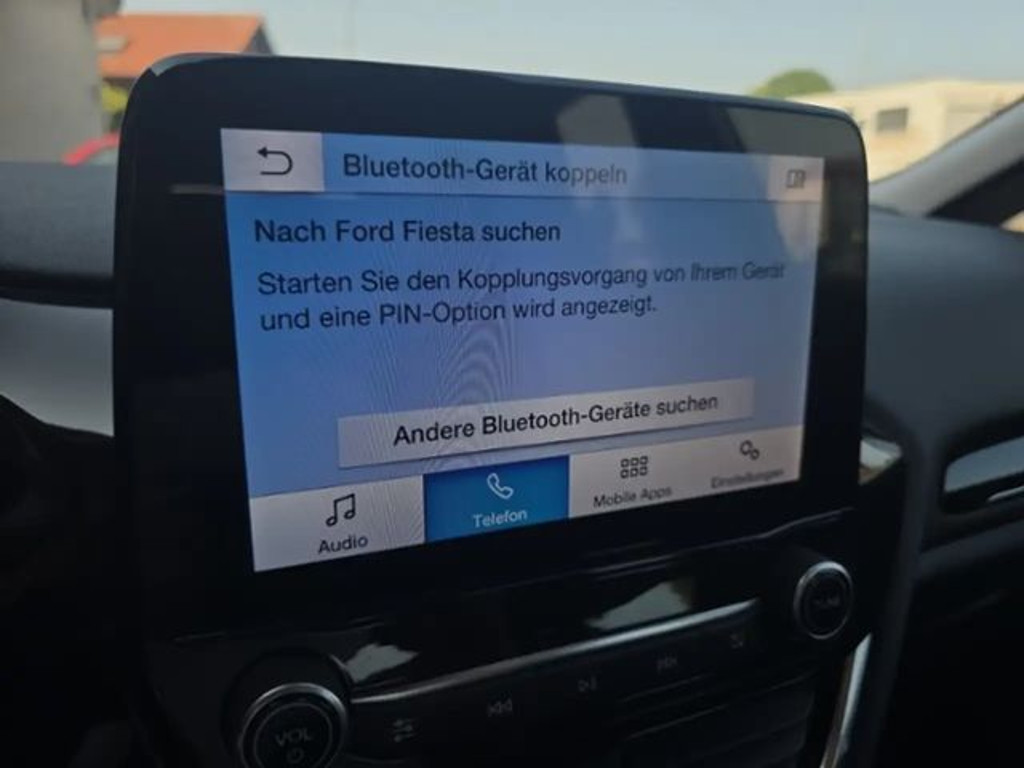 Bluetooth-Gerät koppeln
Nach Ford Fiesta suchen
Starten Sie den Kopplungsvorgang von Ihrem Gerät
und eine PIN-Option wird angezeigt.
Andere Bluetooth-Geräte suchen
Audio
Telefon
Mobile Apps
Einstellungen
VOL